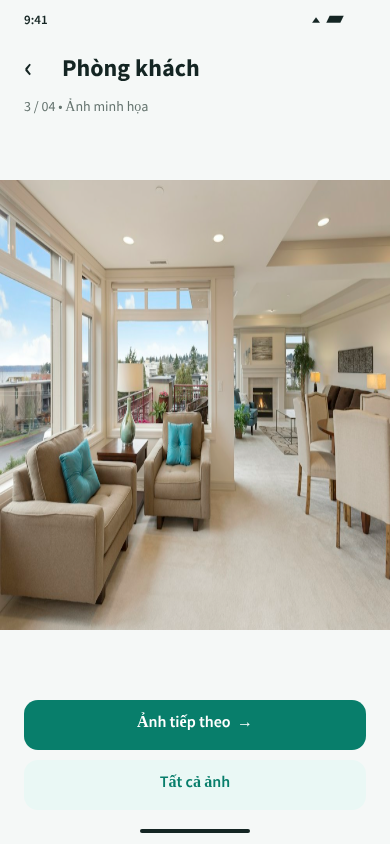 9:41
‹ Phòng khách
3 / 04 • Ảnh minh họa
Ảnh tiếp theo →
Tất cả ảnh